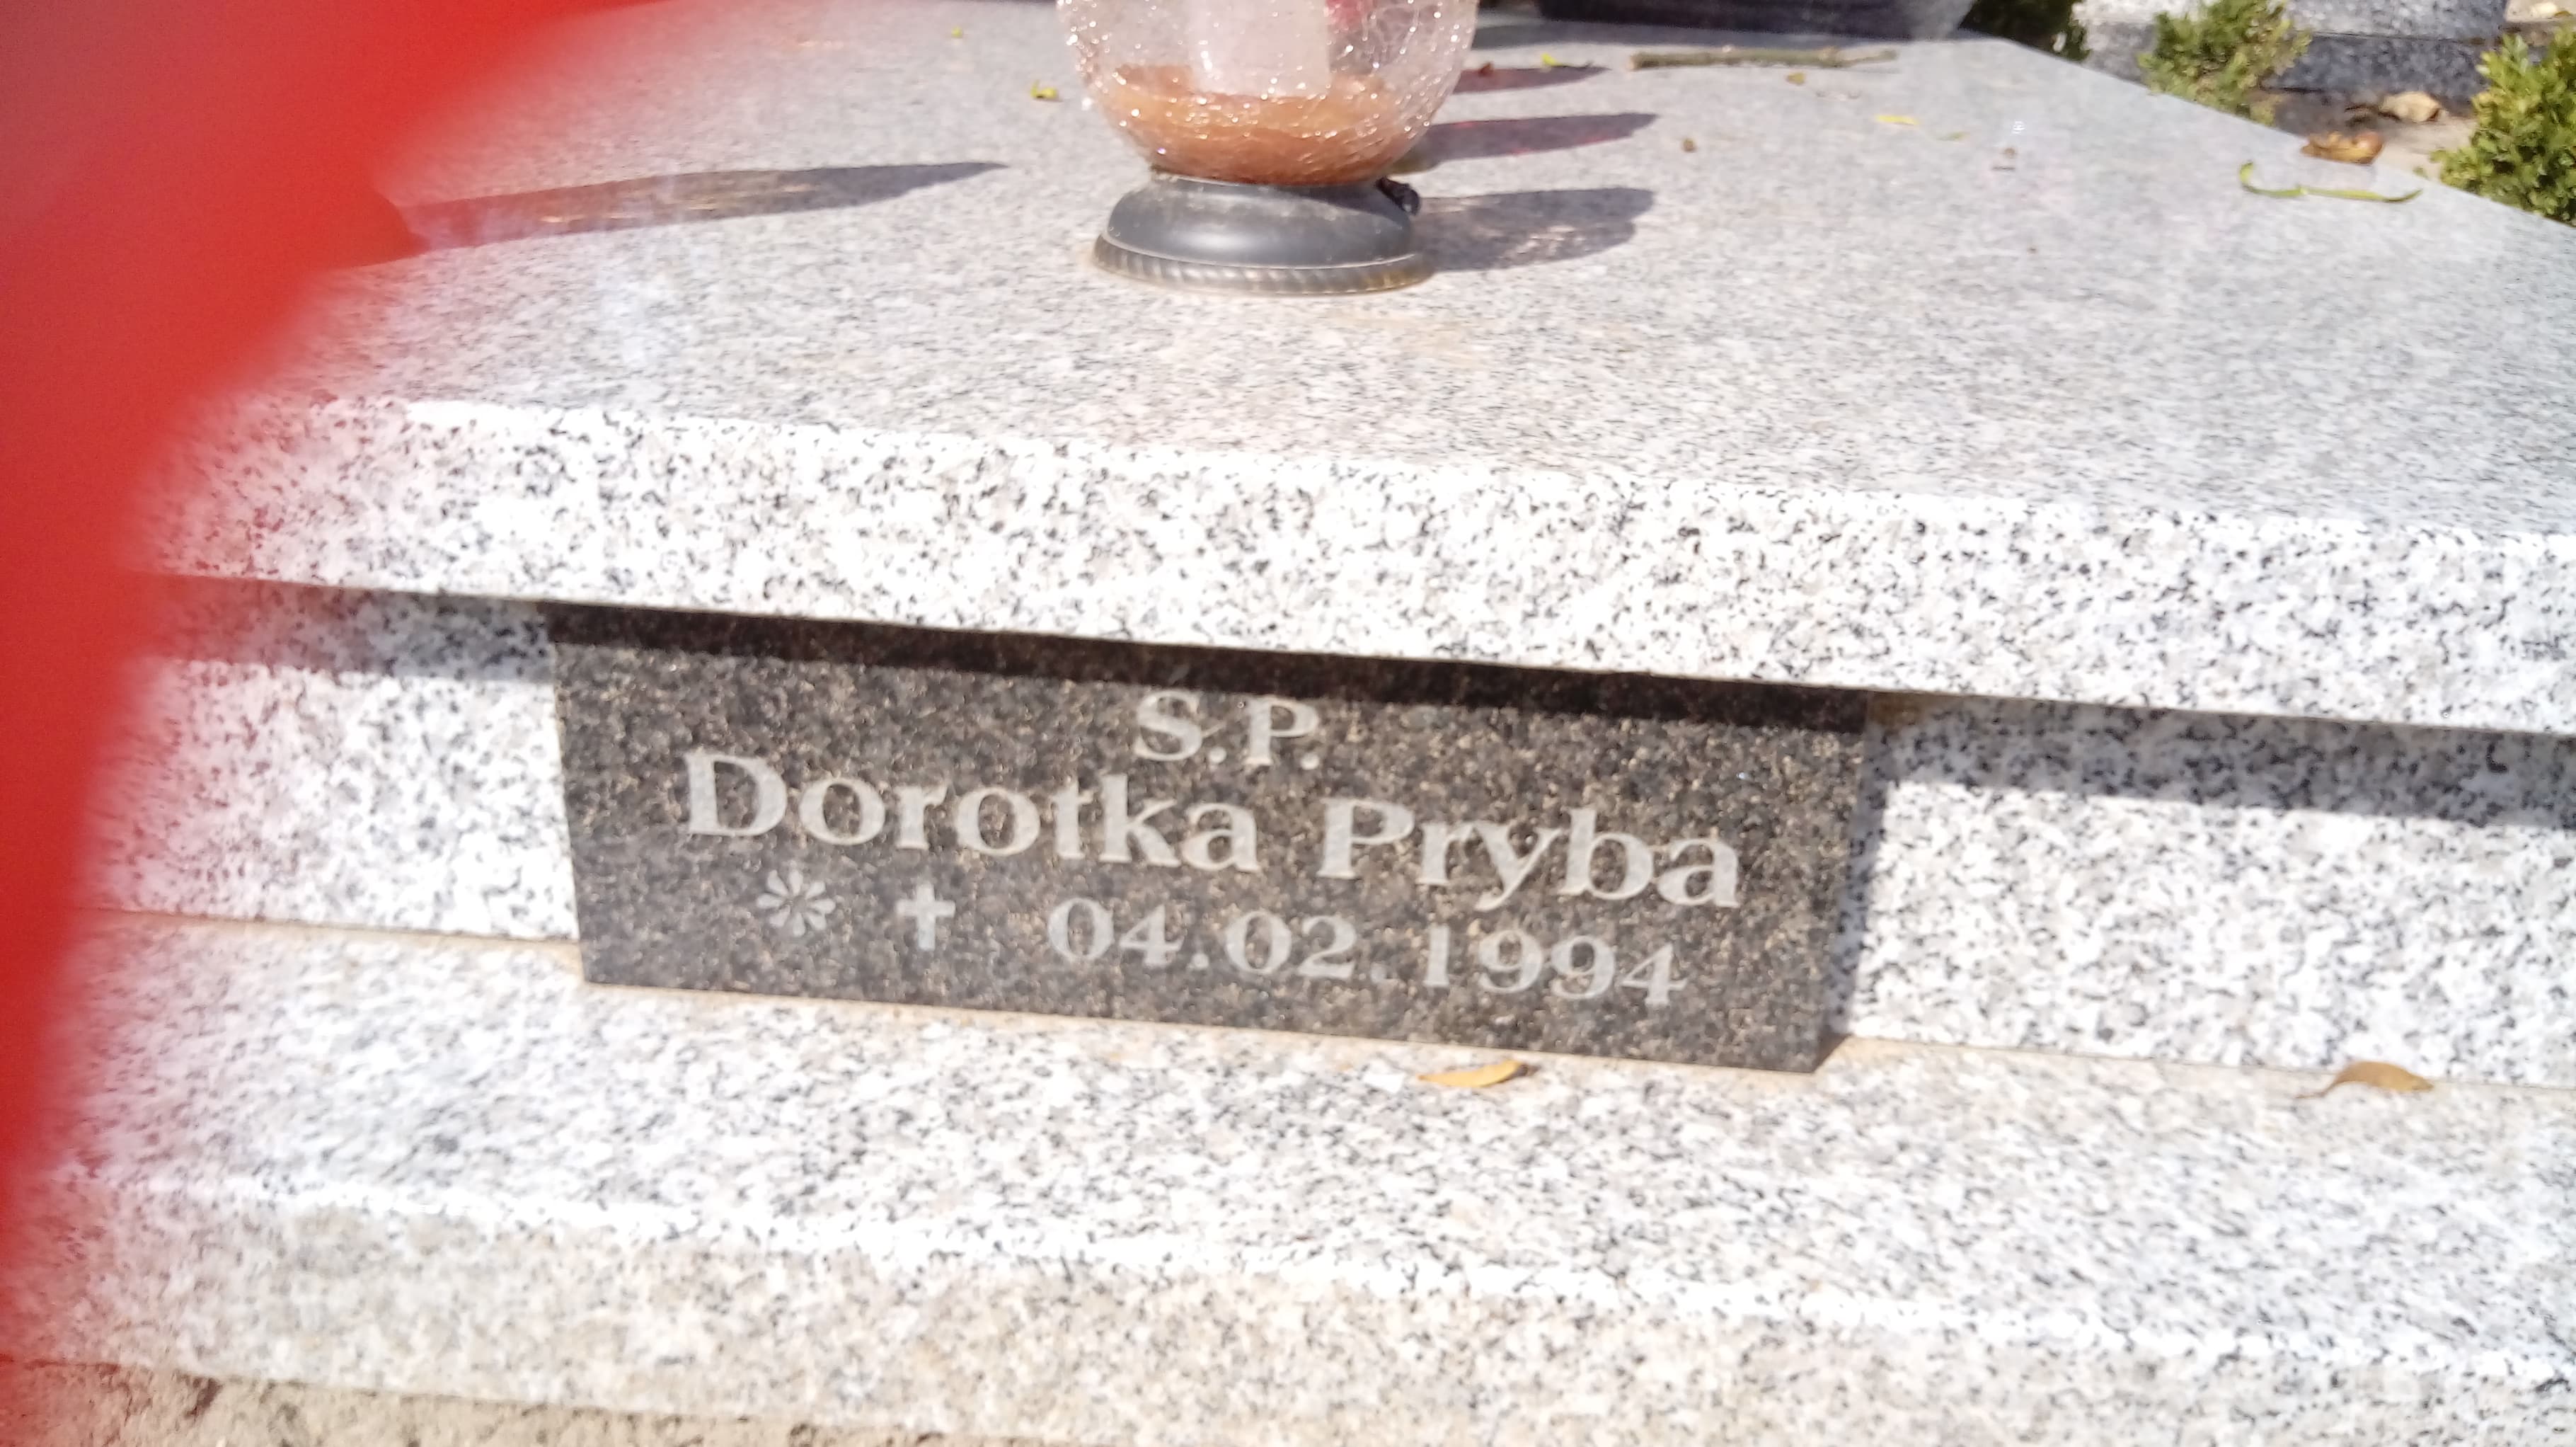 Ś.P.
Dorotka Pryba
* ✝ 04.02.1994